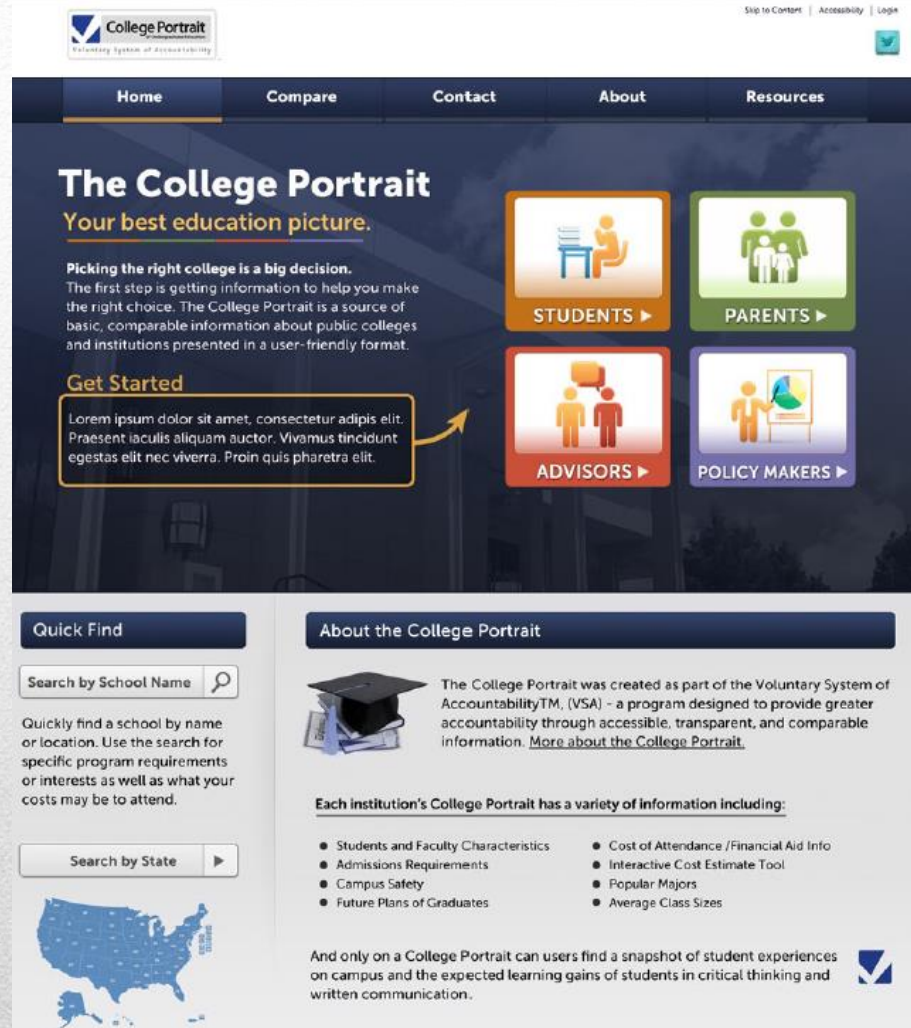 Skip to Content | Accessibility | Login
College Portrait
of Undergraduate Education
Voluntary System of Accountability
Home
Compare
Contact
About
Resources
The College Portrait
Your best education picture.
Picking the right college is a big decision.
The first step is getting information to help you make
the right choice. The College Portrait is a source of
basic, comparable information about public colleges
and institutions presented in a user-friendly format.
Get Started
Lorem ipsum dolor sit amet, consectetur adipis elit.
Praesent iaculis aliquam auctor. Vivamus tincidunt
egestas elit nec viverra. Proin quis pharetra elit.
STUDENTS
PARENTS
ADVISORS
POLICY MAKERS
Quick Find
Search by School Name
Quickly find a school by name
or location. Use the search for
specific program requirements
or interests as well as what your
costs may be to attend.
Search by State
About the College Portrait
The College Portrait was created as part of the Voluntary System of
AccountabilityTM, (VSA) - a program designed to provide greater
accountability through accessible, transparent, and comparable
information. More about the College Portrait.
Each institution's College Portrait has a variety of information including:
Students and Faculty Characteristics
Admissions Requirements
Campus Safety
Future Plans of Graduates
Cost of Attendance /Financial Aid Info
Interactive Cost Estimate Tool
Popular Majors
Average Class Sizes
And only on a College Portrait can users find a snapshot of student experiences
on campus and the expected learning gains of students in critical thinking and
written communication.